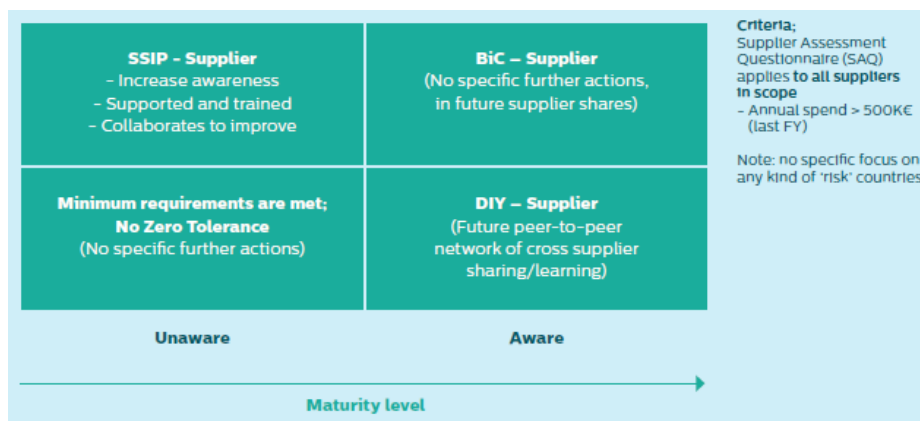 SSIP - Supplier
- Increase awareness
- Supported and trained
- Collaborates to improve
BiC – Supplier
(No specific further actions,
in future supplier shares)
Minimum requirements are met;
No Zero Tolerance
(No specific further actions)
DIY – Supplier
(Future peer-to-peer
network of cross supplier
sharing/learning)
Unaware
Aware
Maturity level
Criteria;
Supplier Assessment
Questionnaire (SAQ)
applies to all suppliers
in scope
- Annual spend > 500K€
(last FY)
Note: no specific focus on
any kind of 'risk' countries